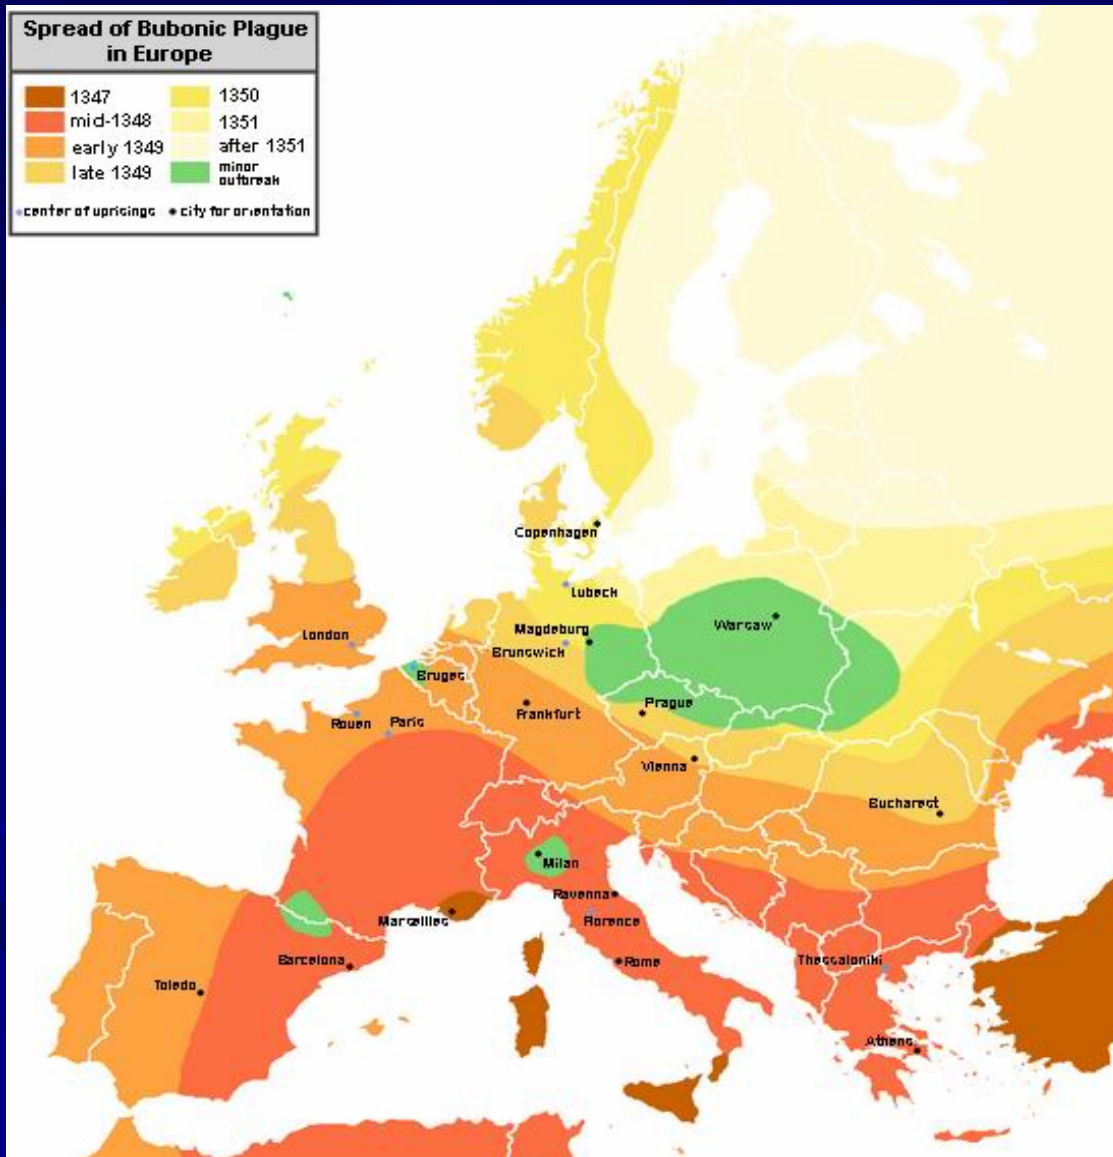 Spread of Bubonic Plague
in Europe
1347
mid-1348
early 1349
late 1349
1350
1351
after 1351
minor
outbreak
center of uprisings
city for orientation
Copenhagen
Lubeck
Magdeburg
Brunswick
Warsaw
London
Bruges
Frankfurt
Prague
Rouen
Paris
Vienna
Bucharest
Milan
Ravenna
Florence
Marseilles
Barcelona
Rome
Toledo
Thessaloniki
Athens